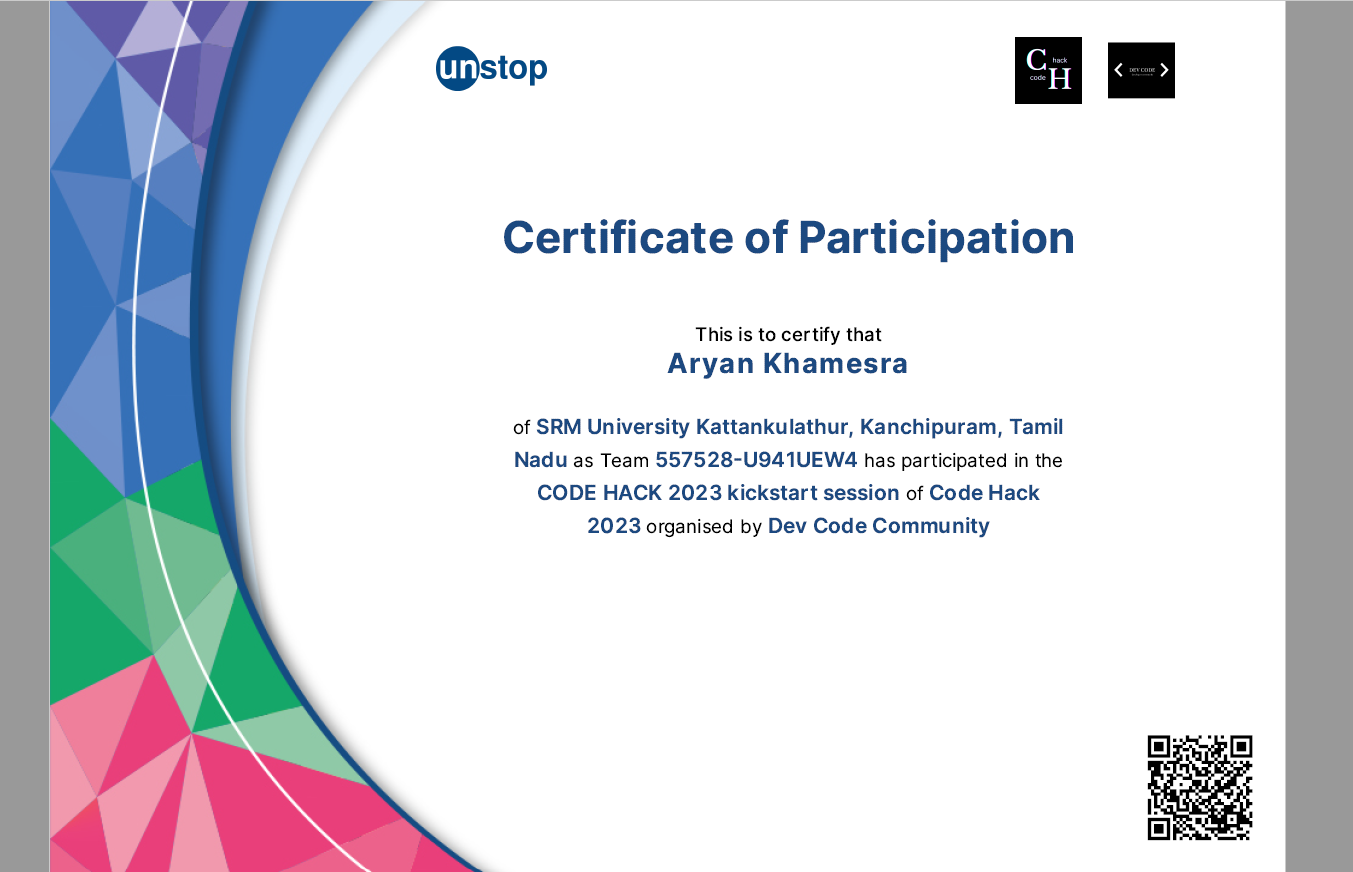 unstop
C hack
code H
DEV CODE
Certificate of Participation
This is to certify that
Aryan Khamesra
of SRM University Kattankulathur, Kanchipuram, Tamil
Nadu as Team 557528-U941UEW4 has participated in the
CODE HACK 2023 kickstart session of Code Hack
2023 organised by Dev Code Community